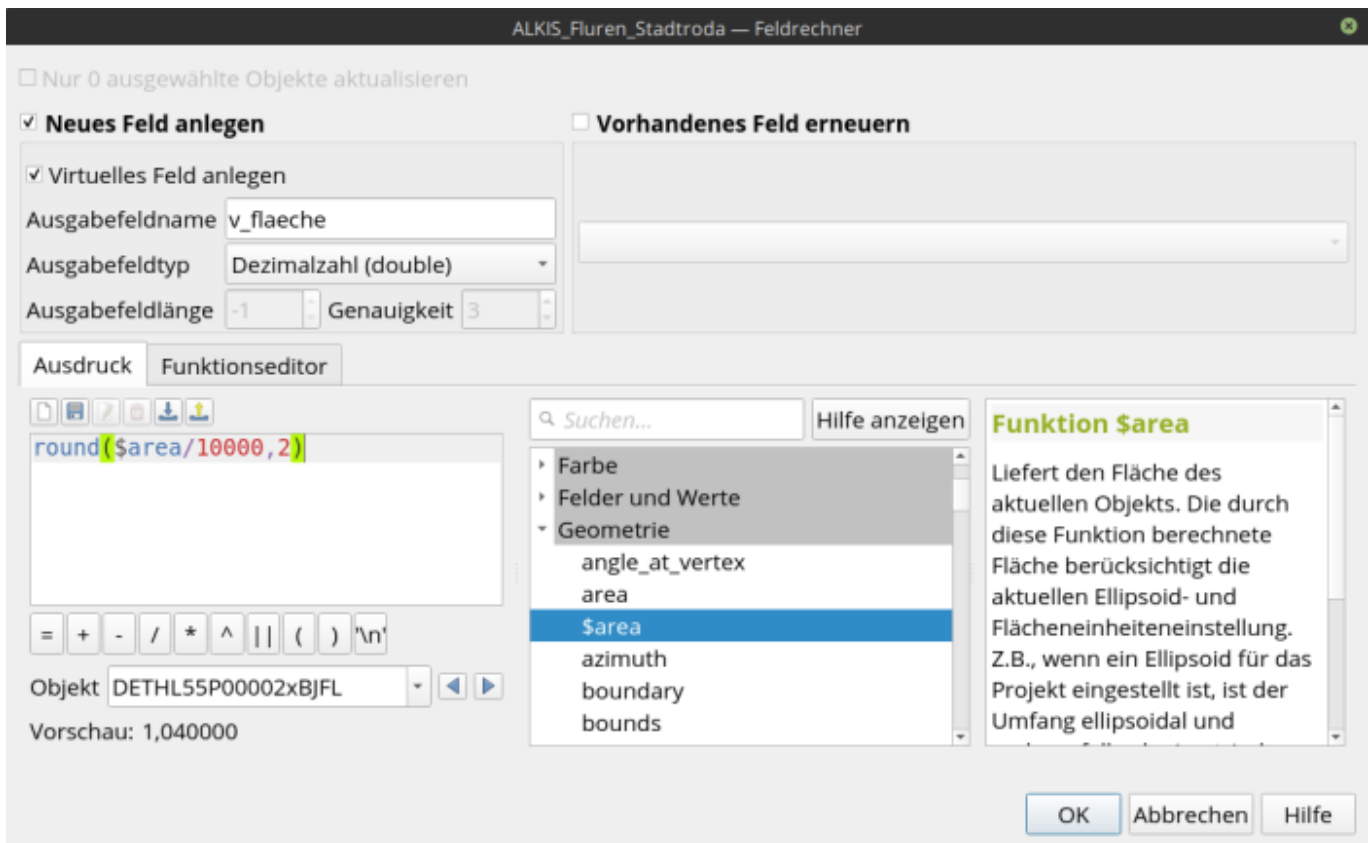 ALKIS_Fluren_Stadtroda — Feldrechner
Nur 0 ausgewählte Objekte aktualisieren
Neues Feld anlegen
Vorhandenes Feld erneuern
Virtuelles Feld anlegen
Ausgabefeldname v_flaeche
Ausgabefeldtyp Dezimalzahl (double)
Ausgabefeldlänge -1 Genauigkeit 3
Ausdruck Funktionseditor
round($area/10000,2)
= + - / * ^ || ( ) '\n'
Objekt DETHL55P00002xBJFL
Vorschau: 1,040000
Suchen... Hilfe anzeigen
Farbe
Felder und Werte
Geometrie
angle_at_vertex
area
$area
azimuth
boundary
bounds
Funktion $area
Liefert den Fläche des
aktuellen Objekts. Die durch
diese Funktion berechnete
Fläche berücksichtigt die
aktuellen Ellipsoid- und
Flächeneinheiteneinstellung.
Z.B., wenn ein Ellipsoid für das
Projekt eingestellt ist, ist der
Umfang ellipsoidal und
OK Abbrechen Hilfe